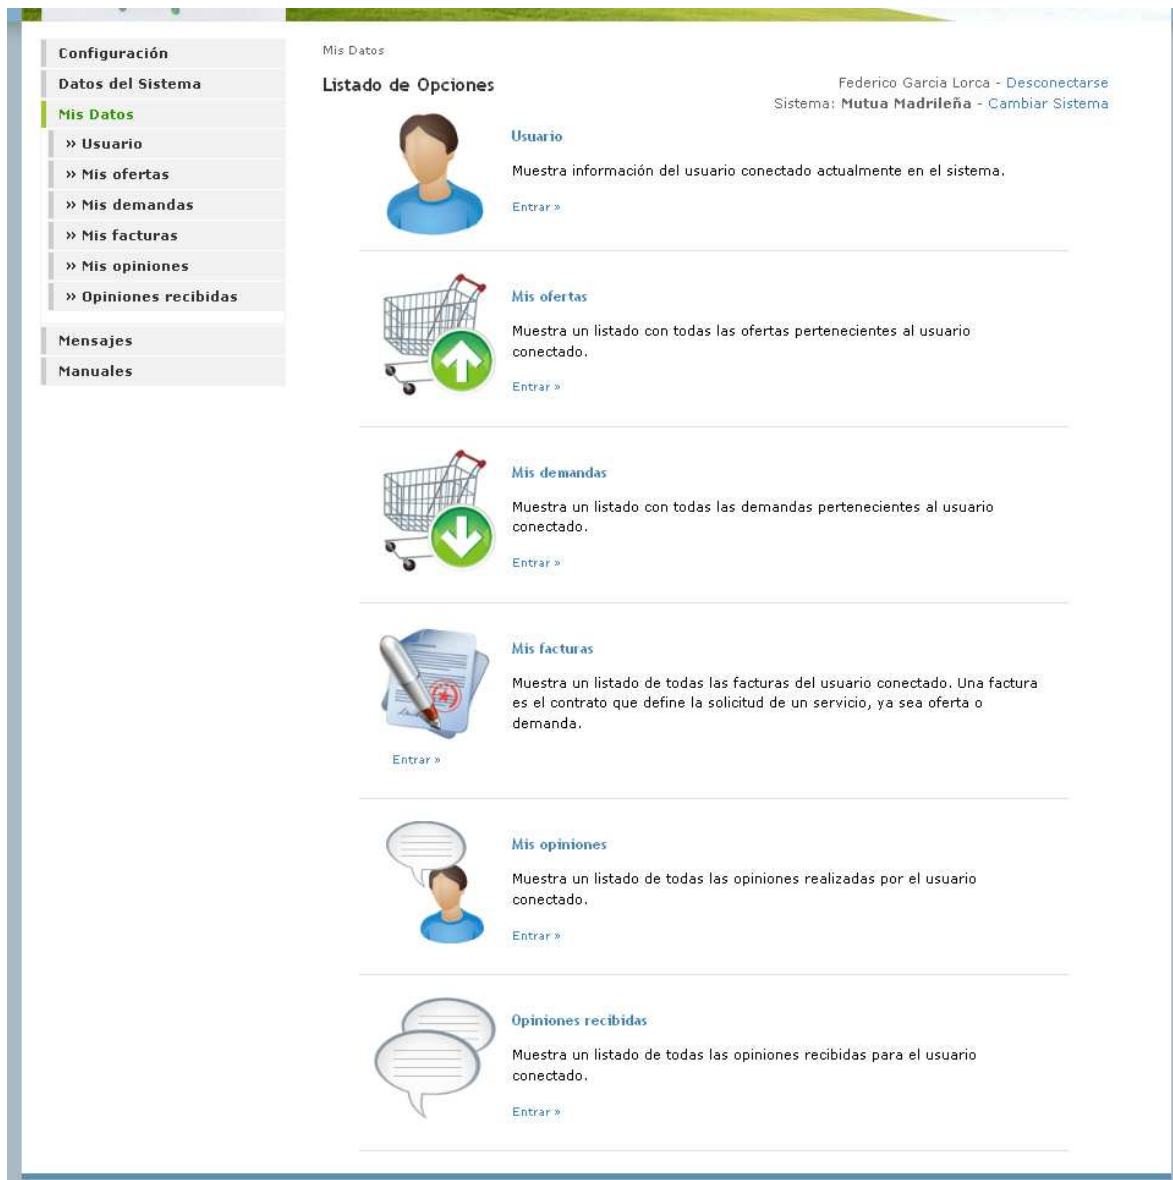 Configuración
Datos del Sistema
Mis Datos
» Usuario
» Mis ofertas
» Mis demandas
» Mis facturas
» Mis opiniones
» Opiniones recibidas
Mensajes
Manuales
Mis Datos
Listado de Opciones
Federico Garcia Lorca - Desconectarse
Sistema: Mutua Madrileña - Cambiar Sistema
Usuario
Muestra información del usuario conectado actualmente en el sistema.
Entrar »
Mis ofertas
Muestra un listado con todas las ofertas pertenecientes al usuario
conectado.
Entrar »
Mis demandas
Muestra un listado con todas las demandas pertenecientes al usuario
conectado.
Entrar »
Mis facturas
Muestra un listado de todas las facturas del usuario conectado. Una factura
es el contrato que define la solicitud de un servicio, ya sea oferta o
demanda.
Entrar »
Mis opiniones
Muestra un listado de todas las opiniones realizadas por el usuario
conectado.
Entrar »
Opiniones recibidas
Muestra un listado de todas las opiniones recibidas para el usuario
conectado.
Entrar »